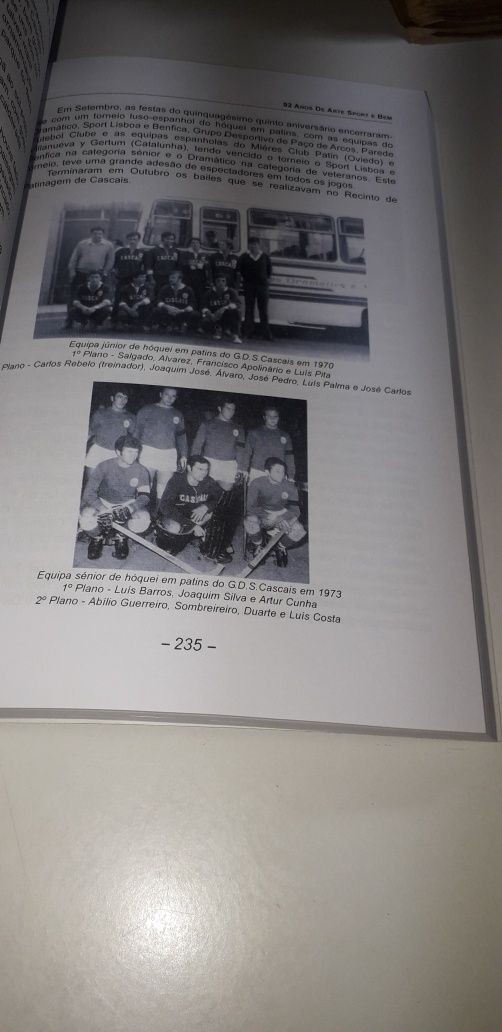 92 ANOS DE ARTE SPORT E BEM
Em Setembro, as festas do quinquagésimo quinto aniversário encerraram-
com um torneio luso-espanhol do hóquei em patins, com as equipas do
Dramático, Sport Lisboa e Benfica, Grupo Desportivo de Paço de Arcos, Parede
Futebol Clube e as equipas espanholas do Miéres Club Patin (Oviedo) e
Vilanueva y Gertum (Catalunha), tendo vencido o torneio o Sport Lisboa e
Benfica na categoria sénior e o Dramático na categoria de veteranos. Este
torneio, teve uma grande adesão de espectadores em todos os jogos.
Terminaram em Outubro os bailes que se realizavam no Recinto de
Patinagem de Cascais.
CASCAIS
Equipa júnior de hóquei em patins do G.D.S.Cascais em 1970
1º Plano - Salgado, Alvarez, Francisco Apolinário e Luís Pita
Plano - Carlos Rebelo (treinador), Joaquim José, Álvaro, José Pedro, Luís Palma e José Carlos
CASCAIS
Equipa sénior de hóquei em patins do G.D.S.Cascais em 1973
1º Plano - Luís Barros, Joaquim Silva e Artur Cunha
2º Plano - Abílio Guerreiro, Sombreireiro, Duarte e Luís Costa
– 235 –